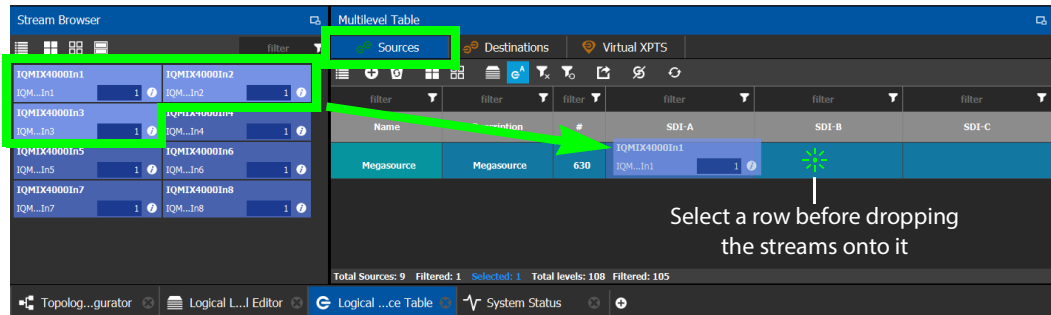 Stream Browser
filter
IQMIX4000In1 IQMIX4000In2
IQM...In1 1 IQM...In2 1
IQMIX4000In3 IQMIX4000In4
IQM...In3 1 IQM...In4 1
IQMIX4000In5 IQMIX4000In6
IQM...In5 1 IQM...In6 1
IQMIX4000In7 IQMIX4000In8
IQM...In7 1 IQM...In8 1
Multilevel Table
Sources Destinations Virtual XPTS
filter filter filter filter filter filter
Name Description # SDI-A SDI-B SDI-C
Megasource Megasource 630
IQMIX4000In1
IQM...In1 1
Select a row before dropping
the streams onto it
Total Sources: 9 Filtered: 1 Selected: 1 Total levels: 108 Filtered: 105
Topolog...gurator Logical L...l Editor Logical ...ce Table System Status